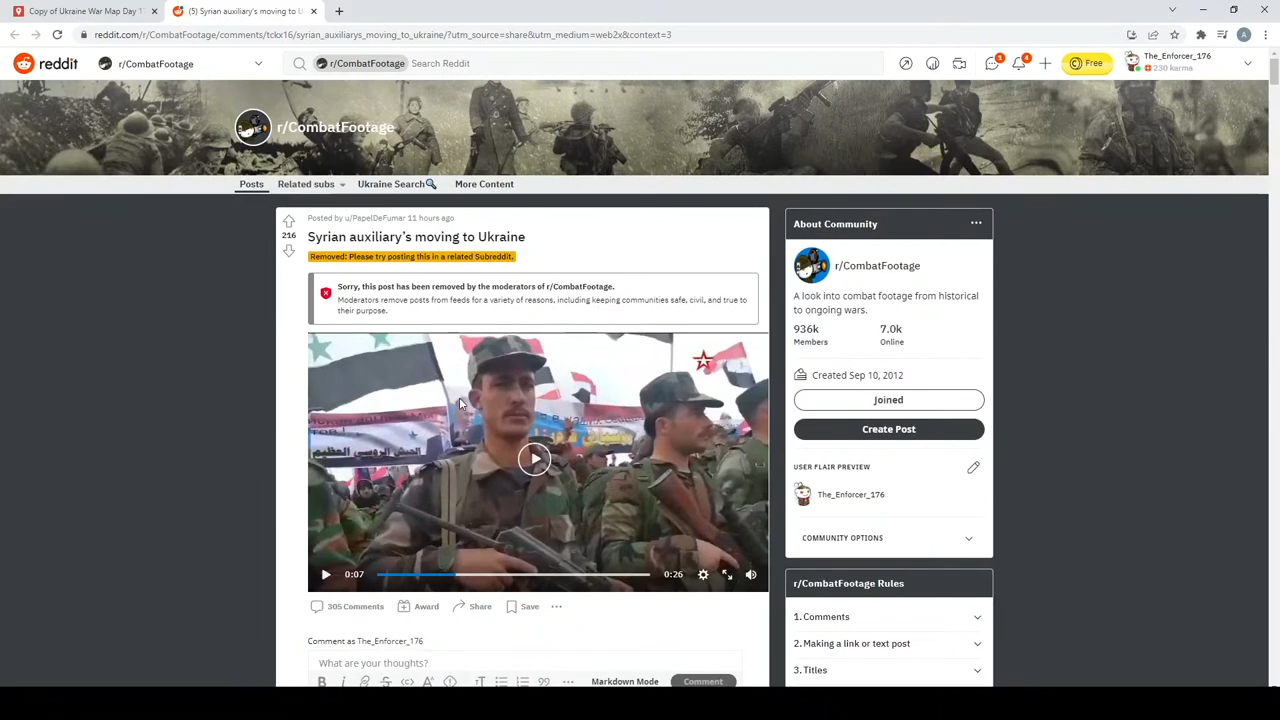 Copy of Ukraine War Map Day 1
(5) Syrian auxiliary's moving to U
reddit.com/r/CombatFootage/comments/tckx16/syrian_auxiliarys_moving_to_ukraine/?utm_source=share&utm_medium=web2x&context=3
A
reddit
r/CombatFootage
r/CombatFootage
Search Reddit
1
4
Free
The_Enforcer_176
230 karma
r/CombatFootage
Posts
Related subs
Ukraine Search🔍
More Content
216
Posted by u/PapelDeFumar 11 hours ago
Syrian auxiliary's moving to Ukraine
Removed: Please try posting this in a related Subreddit.
Sorry, this post has been removed by the moderators of r/CombatFootage.
Moderators remove posts from feeds for a variety of reasons, including keeping communities safe, civil, and true to
their purpose.
الجيش الروسي العظيم
0:07
0:26
305 Comments
Award
Share
Save
Comment as The_Enforcer_176
What are your thoughts?
Markdown Mode
Comment
About Community
r/CombatFootage
A look into combat footage from historical
to ongoing wars.
936k
7.0k
Members
Online
Created Sep 10, 2012
Joined
Create Post
USER FLAIR PREVIEW
The_Enforcer_176
COMMUNITY OPTIONS
r/CombatFootage Rules
1. Comments
2. Making a link or text post
3. Titles